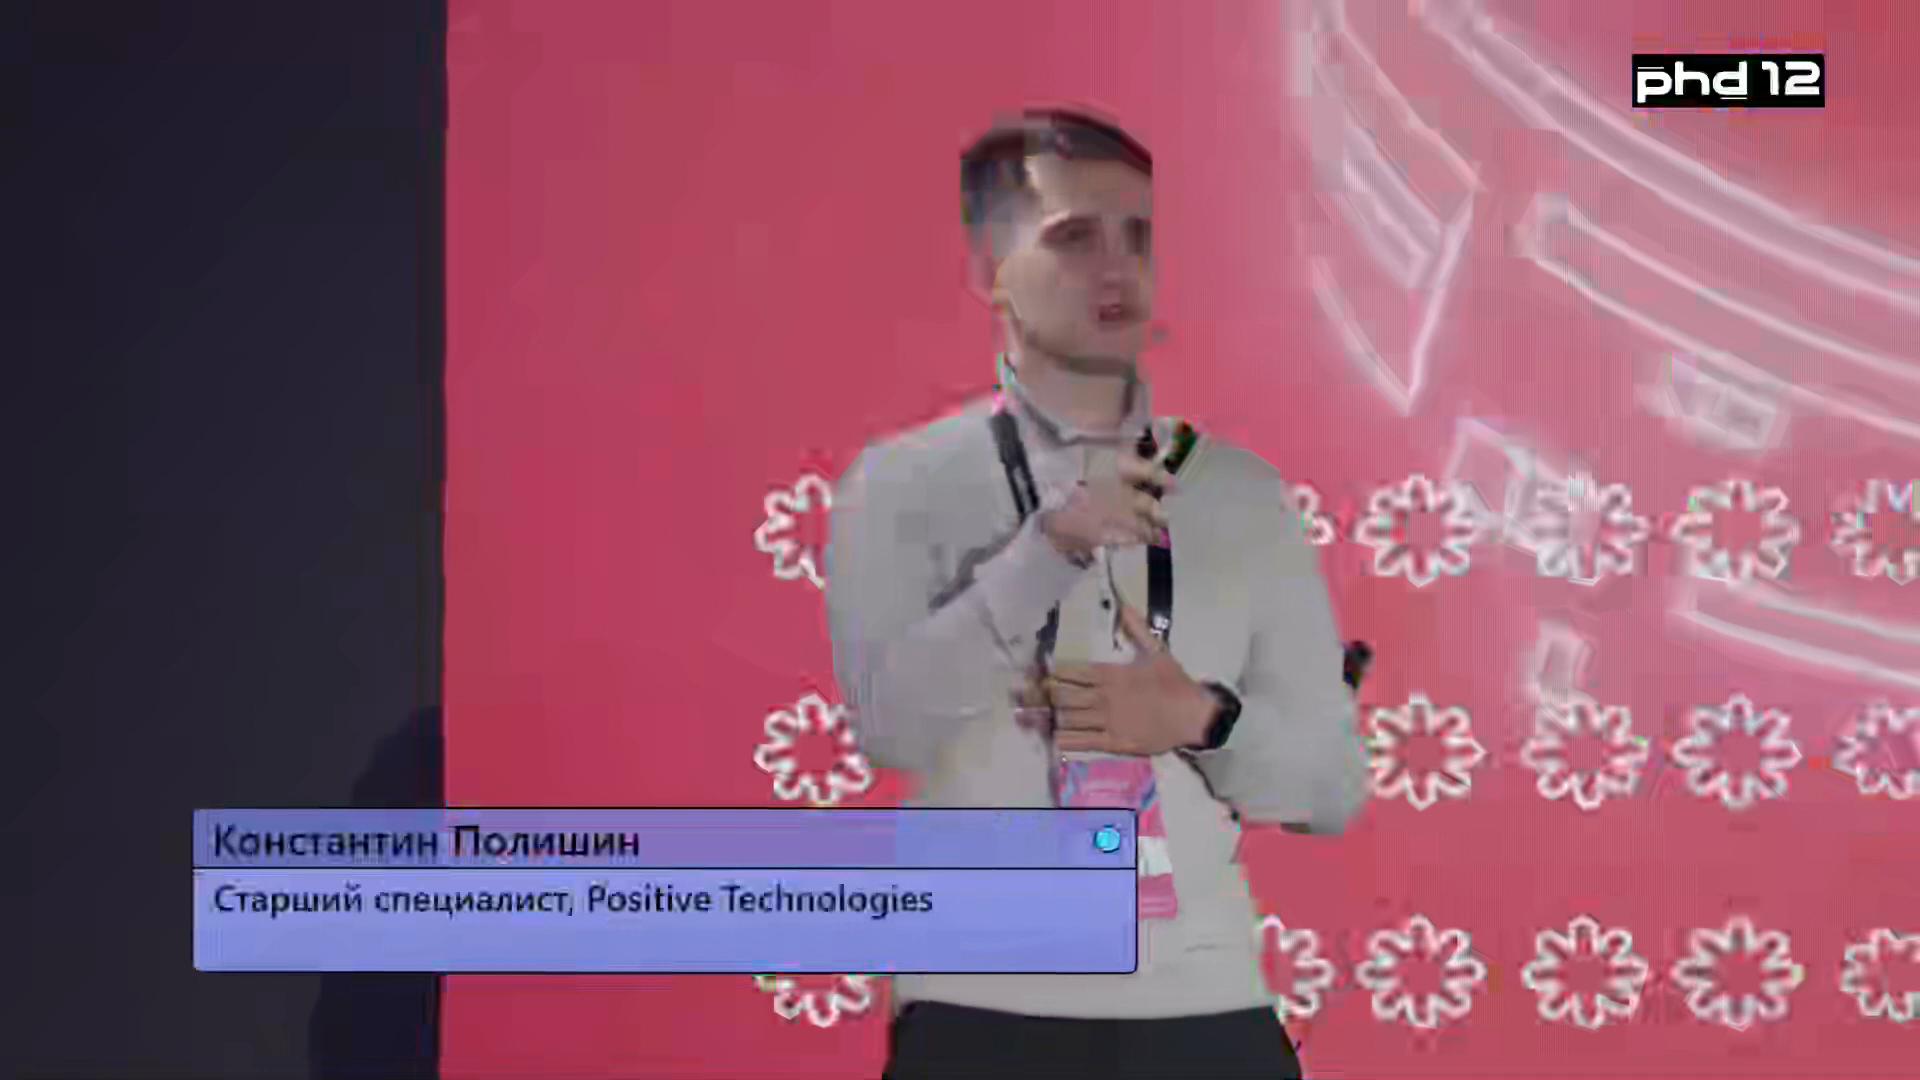 phd 12
Константин Полишин
Старший специалист, Positive Technologies